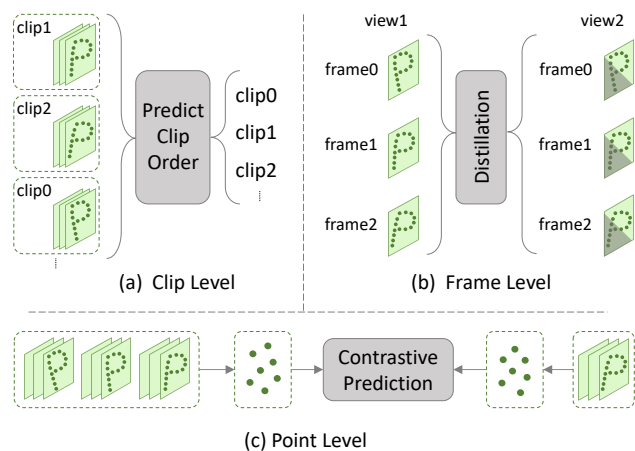 clip1
clip2
clip0
Predict
Clip
Order
clip0
clip1
clip2
(a) Clip Level
view1
view2
frame0
frame1
frame2
Distillation
frame0
frame1
frame2
(b) Frame Level
Contrastive
Prediction
(c) Point Level